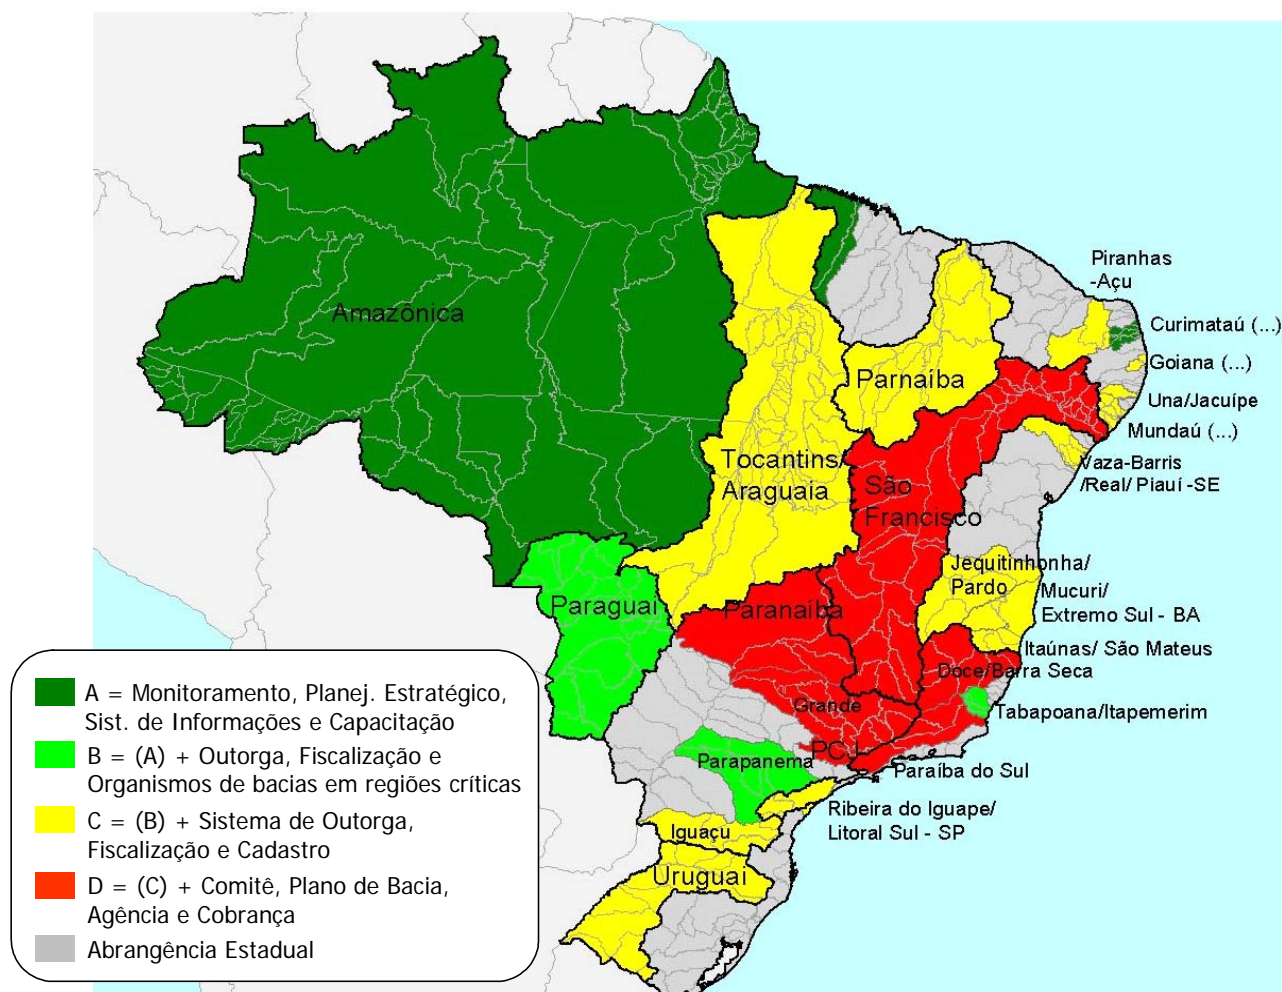 Amazônica
Piranhas
-Açu
Curimataú (...)
Goiana (...)
Parnaíba
Una/Jacuípe
Mundaú (...)
Tocantins/
Araguaia
Vaza-Barris
/Real/ Piauí -SE
São
Francisco
Jequitinhonha/
Pardo
Mucuri/
Extremo Sul - BA
Paraguai
Paranaíba
Itaúnas/ São Mateus
Doce/Barra Seca
Grande
Tabapoana/Itapemerim
PCJ
Parapanema
Paraíba do Sul
Ribeira do Iguape/
Litoral Sul - SP
Iguaçu
Uruguai
A = Monitoramento, Planej. Estratégico,
Sist. de Informações e Capacitação
B = (A) + Outorga, Fiscalização e
Organismos de bacias em regiões críticas
C = (B) + Sistema de Outorga,
Fiscalização e Cadastro
D = (C) + Comitê, Plano de Bacia,
Agência e Cobrança
Abrangência Estadual